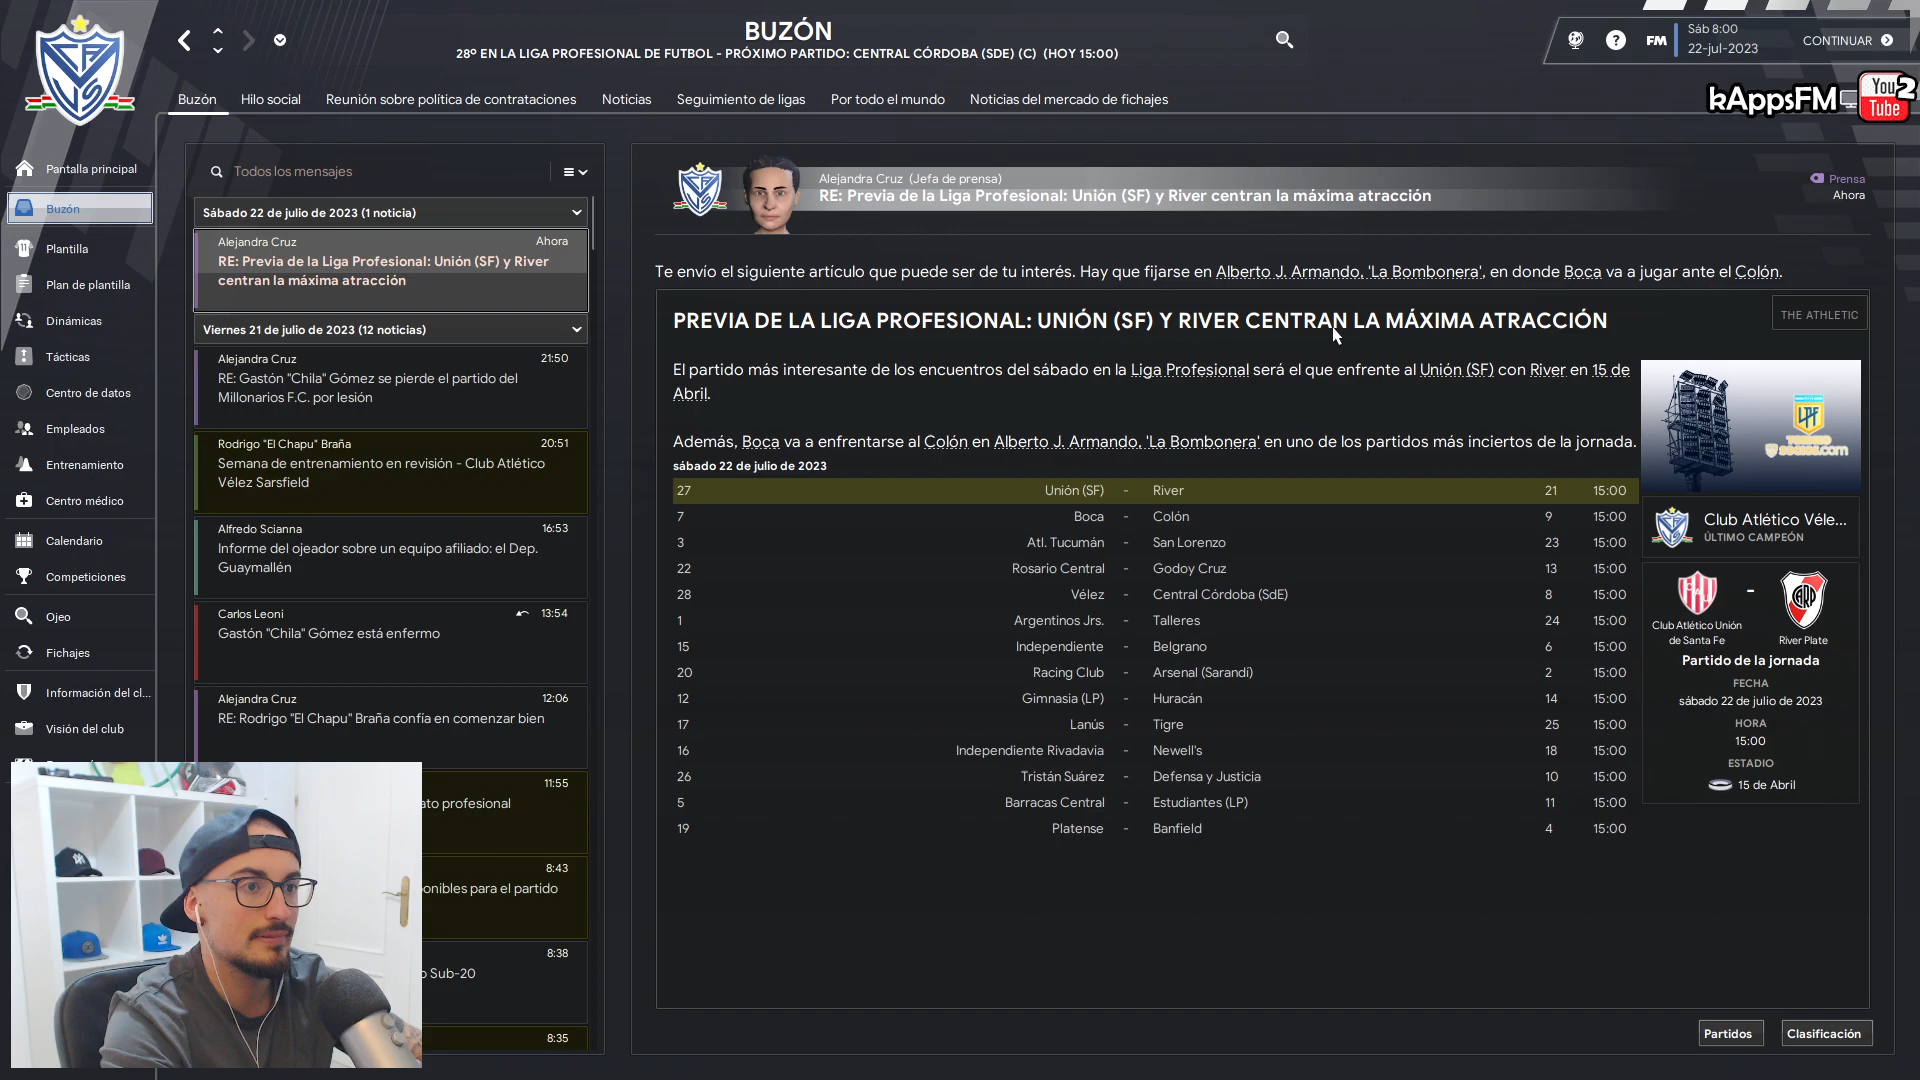 BUZÓN
28º EN LA LIGA PROFESIONAL DE FUTBOL - PRÓXIMO PARTIDO: CENTRAL CÓRDOBA (SDE) (C) (HOY 15:00)
FM
Sáb 8:00
22-jul-2023
CONTINUAR
kAppsFM
You2
Tube
Buzón
Hilo social
Reunión sobre política de contrataciones
Noticias
Seguimiento de ligas
Por todo el mundo
Noticias del mercado de fichajes
Pantalla principal
Buzón
Plantilla
Plan de plantilla
Dinámicas
Tácticas
Centro de datos
Empleados
Entrenamiento
Centro médico
Calendario
Competiciones
Ojeo
Fichajes
Información del cl...
Visión del club
Todos los mensajes
Sábado 22 de julio de 2023 (1 noticia)
Alejandra Cruz Ahora
RE: Previa de la Liga Profesional: Unión (SF) y River
centran la máxima atracción
Viernes 21 de julio de 2023 (12 noticias)
Alejandra Cruz 21:50
RE: Gastón "Chila" Gómez se pierde el partido del
Millonarios F.C. por lesión
Rodrigo "El Chapu" Braña 20:51
Semana de entrenamiento en revisión - Club Atlético
Vélez Sarsfield
Alfredo Scianna 16:53
Informe del ojeador sobre un equipo afiliado: el Dep.
Guaymallén
Carlos Leoni 13:54
Gastón "Chila" Gómez está enfermo
Alejandra Cruz 12:06
RE: Rodrigo "El Chapu" Braña confía en comenzar bien
11:55
ato profesional
8:43
onibles para el partido
8:38
o Sub-20
8:35
Alejandra Cruz (Jefa de prensa)
RE: Previa de la Liga Profesional: Unión (SF) y River centran la máxima atracción
Prensa
Ahora
Te envío el siguiente artículo que puede ser de tu interés. Hay que fijarse en Alberto J. Armando, 'La Bombonera', en donde Boca va a jugar ante el Colón.
PREVIA DE LA LIGA PROFESIONAL: UNIÓN (SF) Y RIVER CENTRAN LA MÁXIMA ATRACCIÓN
THE ATHLETIC
El partido más interesante de los encuentros del sábado en la Liga Profesional será el que enfrente al Unión (SF) con River en 15 de
Abril.
Además, Boca va a enfrentarse al Colón en Alberto J. Armando, 'La Bombonera' en uno de los partidos más inciertos de la jornada.
sábado 22 de julio de 2023
27 Unión (SF) - River 21 15:00
7 Boca - Colón 9 15:00
3 Atl. Tucumán - San Lorenzo 23 15:00
22 Rosario Central - Godoy Cruz 13 15:00
28 Vélez - Central Córdoba (SdE) 8 15:00
1 Argentinos Jrs. - Talleres 24 15:00
15 Independiente - Belgrano 6 15:00
20 Racing Club - Arsenal (Sarandí) 2 15:00
12 Gimnasia (LP) - Huracán 14 15:00
17 Lanús - Tigre 25 15:00
16 Independiente Rivadavia - Newell's 18 15:00
26 Tristán Suárez - Defensa y Justicia 10 15:00
5 Barracas Central - Estudiantes (LP) 11 15:00
19 Platense - Banfield 4 15:00
Club Atlético Véle...
ÚLTIMO CAMPEÓN
-
Club Atlético Unión
de Santa Fe
River Plate
Partido de la jornada
FECHA
sábado 22 de julio de 2023
HORA
15:00
ESTADIO
15 de Abril
Partidos
Clasificación